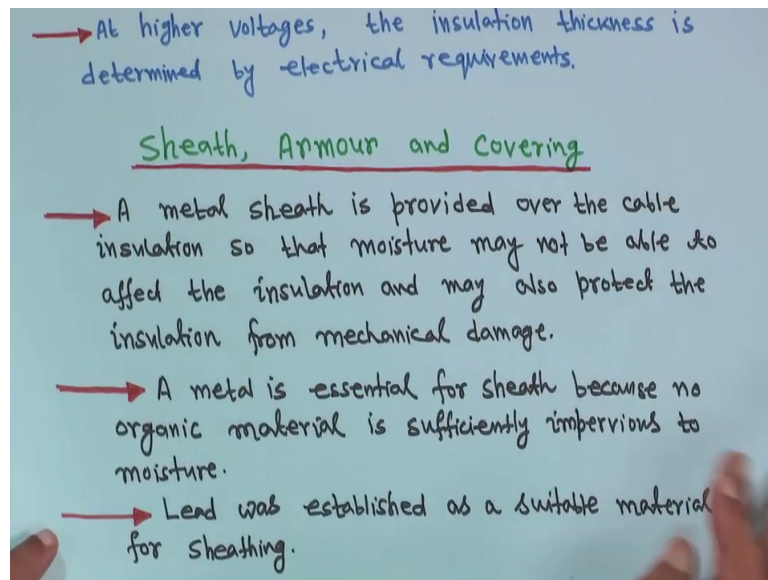 At higher voltages, the insulation thickness is
determined by electrical requirements.
Sheath, Armour and Covering
A metal sheath is provided over the cable
insulation so that moisture may not be able to
affect the insulation and may also protect the
insulation from mechanical damage.
A metal is essential for sheath because no
organic material is sufficiently impervious to
moisture.
Lead was established as a suitable material
for sheathing.